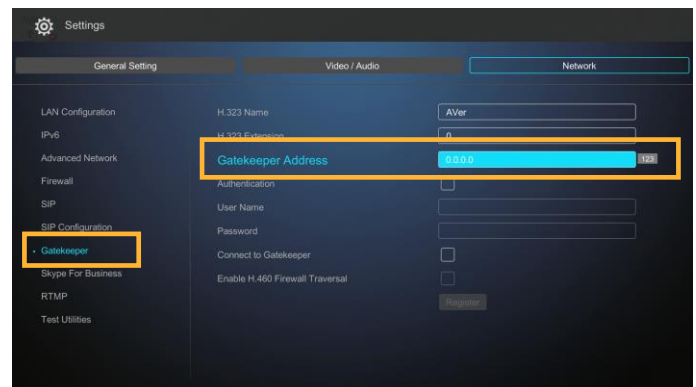 Settings
General Setting Video / Audio Network
LAN Configuration H.323 Name AVer
IPv6 H.323 Extension 0
Advanced Network Gatekeeper Address 0.0.0.0 123
Firewall Authentication
SIP User Name
SIP Configuration Password
Gatekeeper Connect to Gatekeeper
Skype For Business Enable H.460 Firewall Traversal
RTMP Register
Test Utilities